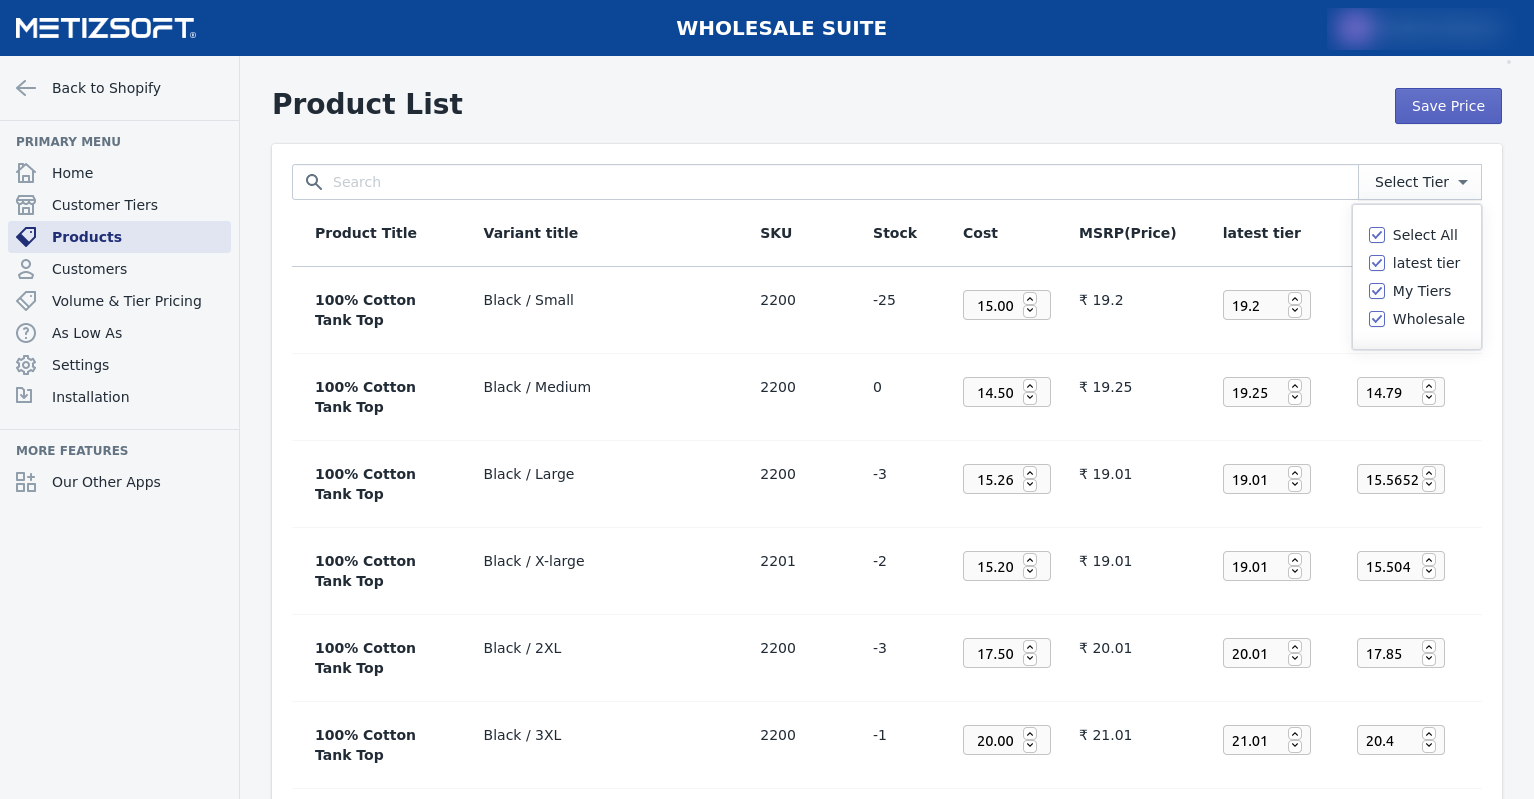 METIZSOFT®
WHOLESALE SUITE
Back to Shopify
PRIMARY MENU
Home
Customer Tiers
Products
Customers
Volume & Tier Pricing
As Low As
Settings
Installation
MORE FEATURES
Our Other Apps
Product List
Save Price
Search
Select Tier
Select All
latest tier
My Tiers
Wholesale
Product Title Variant title SKU Stock Cost MSRP(Price) latest tier
100% Cotton Black / Small 2200 -25 15.00 ₹ 19.2 19.2
Tank Top
100% Cotton Black / Medium 2200 0 14.50 ₹ 19.25 19.25 14.79
Tank Top
100% Cotton Black / Large 2200 -3 15.26 ₹ 19.01 19.01 15.5652
Tank Top
100% Cotton Black / X-large 2201 -2 15.20 ₹ 19.01 19.01 15.504
Tank Top
100% Cotton Black / 2XL 2200 -3 17.50 ₹ 20.01 20.01 17.85
Tank Top
100% Cotton Black / 3XL 2200 -1 20.00 ₹ 21.01 21.01 20.4
Tank Top